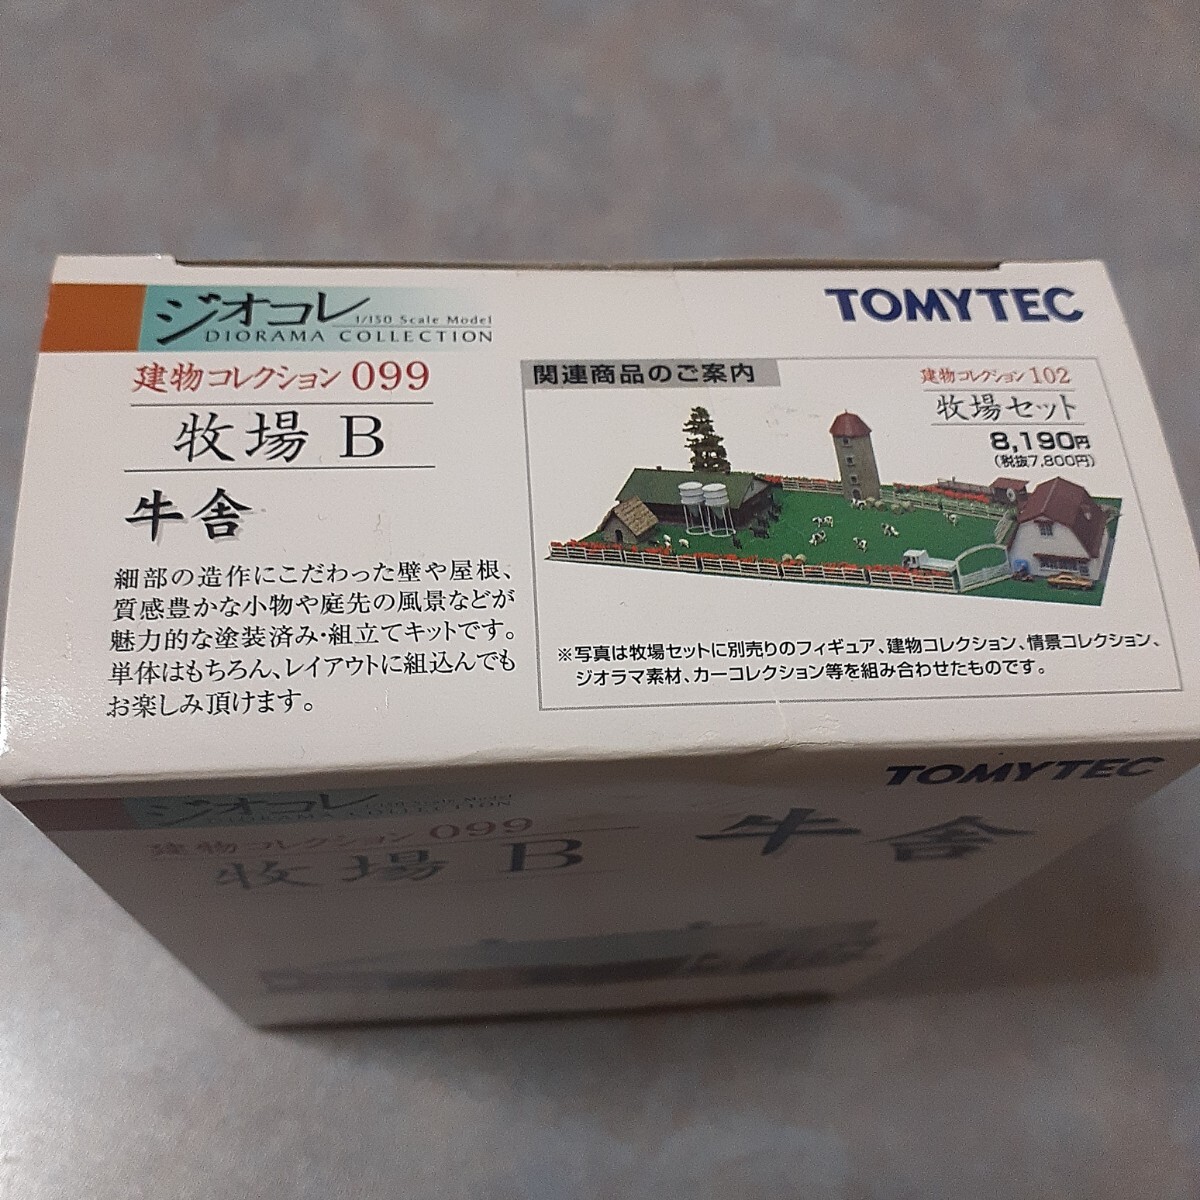 ジオコレ
1/150 Scale Model
DIORAMA COLLECTION
建物コレクション 099
牧場 B
牛舎
細部の造作にこだわった壁や屋根、
質感豊かな小物や庭先の風景などが
魅力的な塗装済み・組立てキットです。
単体はもちろん、レイアウトに組込んでも
お楽しみ頂けます。
TOMYTEC
関連商品のご案内
建物コレクション 102
牧場セット
8,190円
(税抜7,800円)
※写真は牧場セットに別売りのフィギュア、建物コレクション、情景コレクション、
ジオラマ素材、カーコレクション等を組み合わせたものです。
TOMYTEC
ジオコレ
1/150 Scale Model
DIORAMA COLLECTION
建物コレクション 099
牧場 B
牛舎